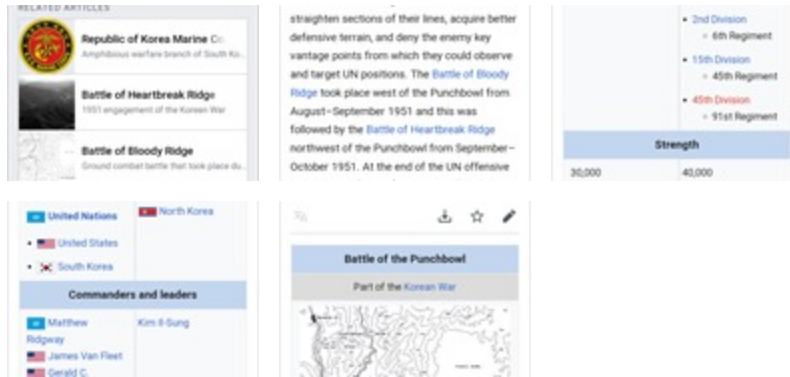 RELATED ARTICLES
Republic of Korea Marine Co
Amphibious warfare branch of South Ko...
Battle of Heartbreak Ridge
1951 engagement of the Korean War
Battle of Bloody Ridge
Ground combat battle that took place du...
straighten sections of their lines, acquire better
defensive terrain, and deny the enemy key
vantage points from which they could observe
and target UN positions. The Battle of Bloody
Ridge took place west of the Punchbowl from
August–September 1951 and this was
followed by the Battle of Heartbreak Ridge
northwest of the Punchbowl from September–
October 1951. At the end of the UN offensive
2nd Division
6th Regiment
15th Division
45th Regiment
45th Division
91st Regiment
Strength
30,000
40,000
United Nations
North Korea
United States
South Korea
Commanders and leaders
Matthew
Kim Il-Sung
Ridgway
James Van Fleet
Gerald C.
Battle of the Punchbowl
Part of the Korean War